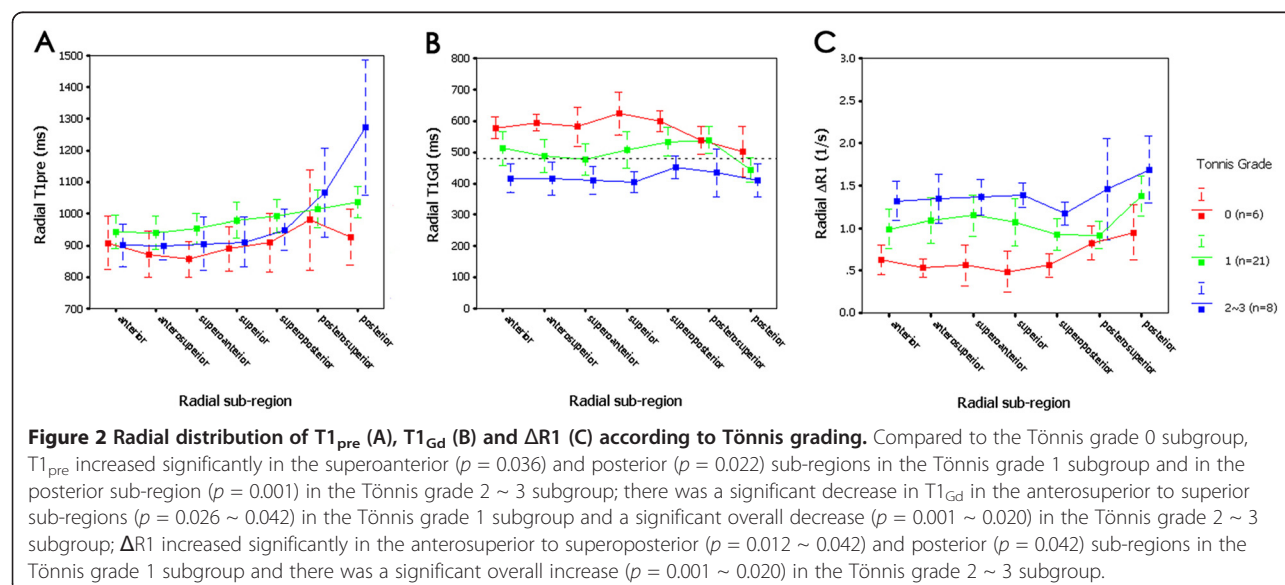 A
B
C
1500
1400
1300
1200
1100
1000
900
800
700
Radial T1pre (ms)
anterior
anterosuperior
superoanterior
superior
superoposterior
posterosuperior
posterior
Radial sub-region
800
700
600
500
400
300
200
100
0
Radial T1Gd (ms)
anterior
anterosuperior
superoanterior
superior
superoposterior
posterosuperior
posterior
Radial sub-region
3.0
2.5
2.0
1.5
1.0
.5
0.0
Radial ΔR1 (1/s)
anterior
anterosuperior
superoanterior
superior
superoposterior
posterosuperior
posterior
Radial sub-region
Tonnis Grade
0 (n=6)
1 (n=21)
2~3 (n=8)
Figure 2 Radial distribution of T1pre (A), T1Gd (B) and ΔR1 (C) according to Tönnis grading. Compared to the Tönnis grade 0 subgroup,
T1pre increased significantly in the superoanterior (p = 0.036) and posterior (p = 0.022) sub-regions in the Tönnis grade 1 subgroup and in the
posterior sub-region (p = 0.001) in the Tönnis grade 2 ~ 3 subgroup; there was a significant decrease in T1Gd in the anterosuperior to superior
sub-regions (p = 0.026 ~ 0.042) in the Tönnis grade 1 subgroup and a significant overall decrease (p = 0.001 ~ 0.020) in the Tönnis grade 2 ~ 3
subgroup; ΔR1 increased significantly in the anterosuperior to superoposterior (p = 0.012 ~ 0.042) and posterior (p = 0.042) sub-regions in the
Tönnis grade 1 subgroup and there was a significant overall increase (p = 0.001 ~ 0.020) in the Tönnis grade 2 ~ 3 subgroup.